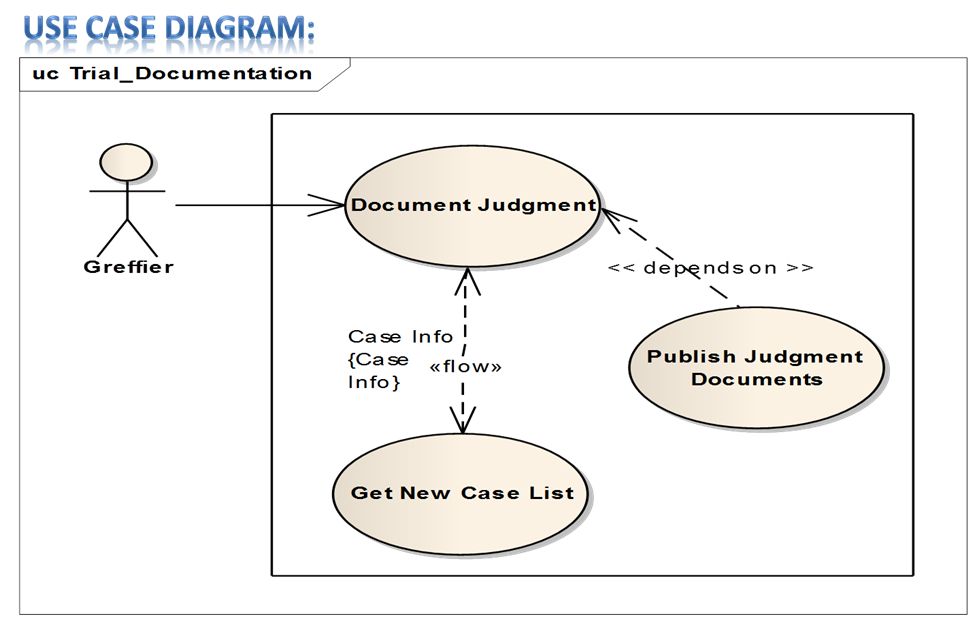 USE CASE DIAGRAM:
uc Trial_Documentation
Document Judgment
Greffier
<< depends on >>
Case Info
{Case
Info}
«flow»
Publish Judgment
Documents
Get New Case List